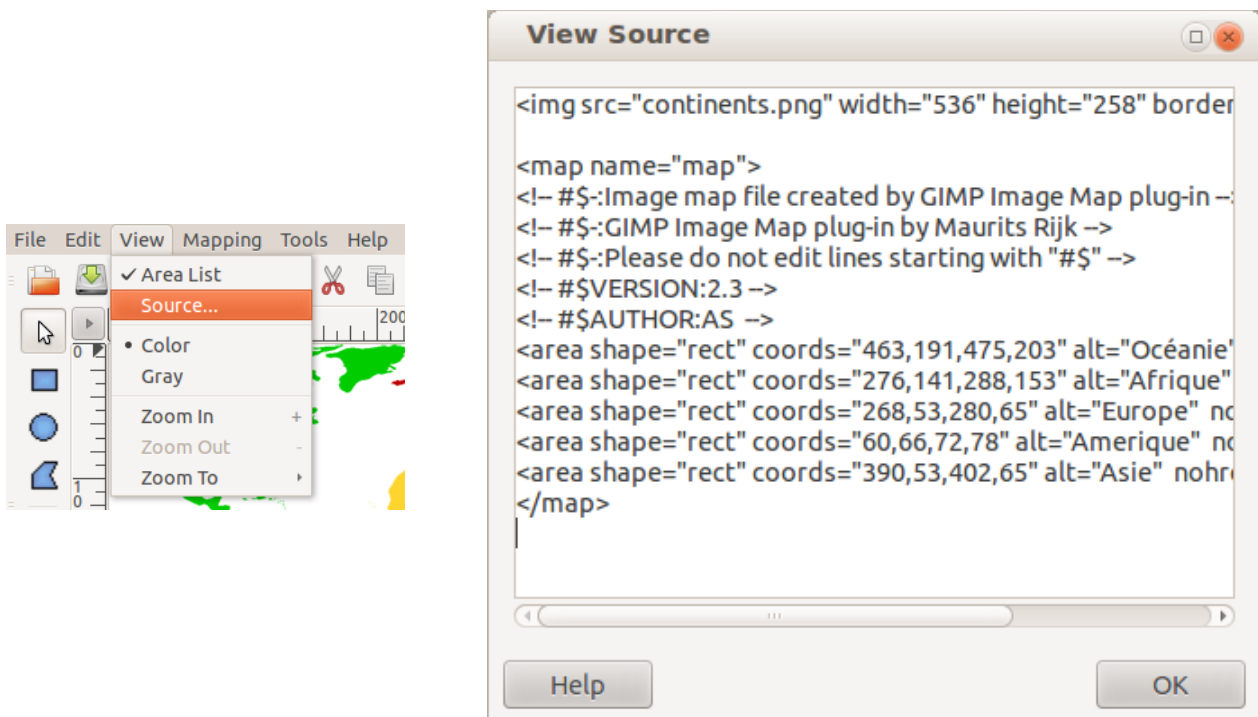 File Edit View Mapping Tools Help
✓ Area List
Source...
200
• Color
0
Gray
Zoom In +
Zoom Out -
Zoom To
1
0
View Source
<img src="continents.png" width="536" height="258" border
<map name="map">
<!-- #$-:Image map file created by GIMP Image Map plug-in --
<!-- #$-:GIMP Image Map plug-in by Maurits Rijk -->
<!-- #$-:Please do not edit lines starting with "#$" -->
<!-- #$VERSION:2.3 -->
<!-- #$AUTHOR:AS -->
<area shape="rect" coords="463,191,475,203" alt="Océanie"
<area shape="rect" coords="276,141,288,153" alt="Afrique"
<area shape="rect" coords="268,53,280,65" alt="Europe" no
<area shape="rect" coords="60,66,72,78" alt="Amerique" no
<area shape="rect" coords="390,53,402,65" alt="Asie" nohr
</map>
Help OK